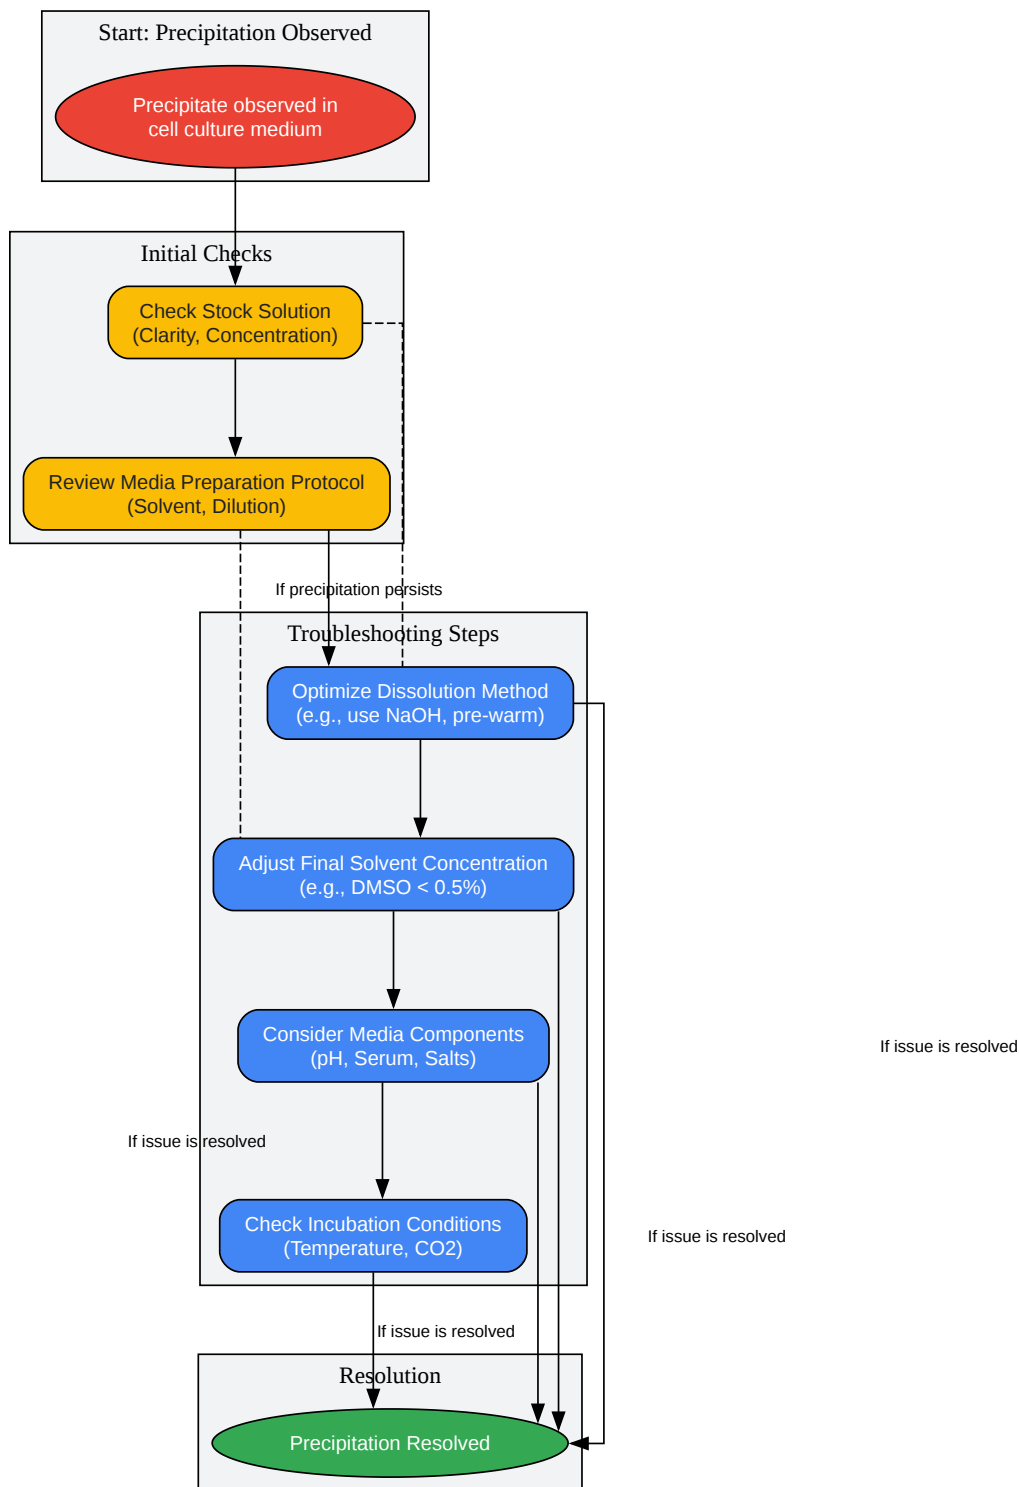 Start: Precipitation Observed
Precipitate observed in
cell culture medium
Initial Checks
Check Stock Solution
(Clarity, Concentration)
Review Media Preparation Protocol
(Solvent, Dilution)
If precipitation persists
Troubleshooting Steps
Optimize Dissolution Method
(e.g., use NaOH, pre-warm)
Adjust Final Solvent Concentration
(e.g., DMSO < 0.5%)
Consider Media Components
(pH, Serum, Salts)
If issue is resolved
If issue is resolved
Check Incubation Conditions
(Temperature, CO2)
If issue is resolved
If issue is resolved
Resolution
Precipitation Resolved